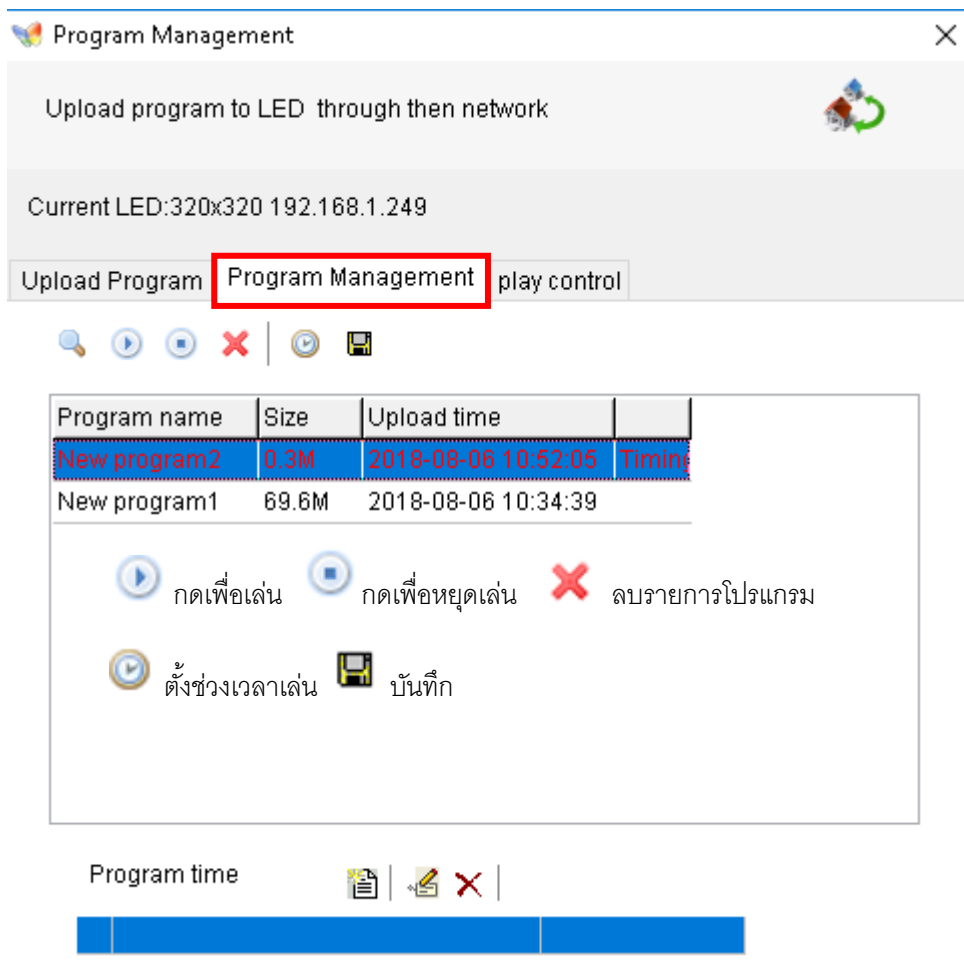 Program Management
Upload program to LED through then network
Current LED:320x320 192.168.1.249
Upload Program Program Management play control
Program name Size Upload time
New program2 0.3M 2018-08-06 10:52:05 Timing
New program1 69.6M 2018-08-06 10:34:39
กดเพื่อเล่น กดเพื่อหยุดเล่น ลบรายการโปรแกรม
ตั้งช่วงเวลาเล่น บันทึก
Program time